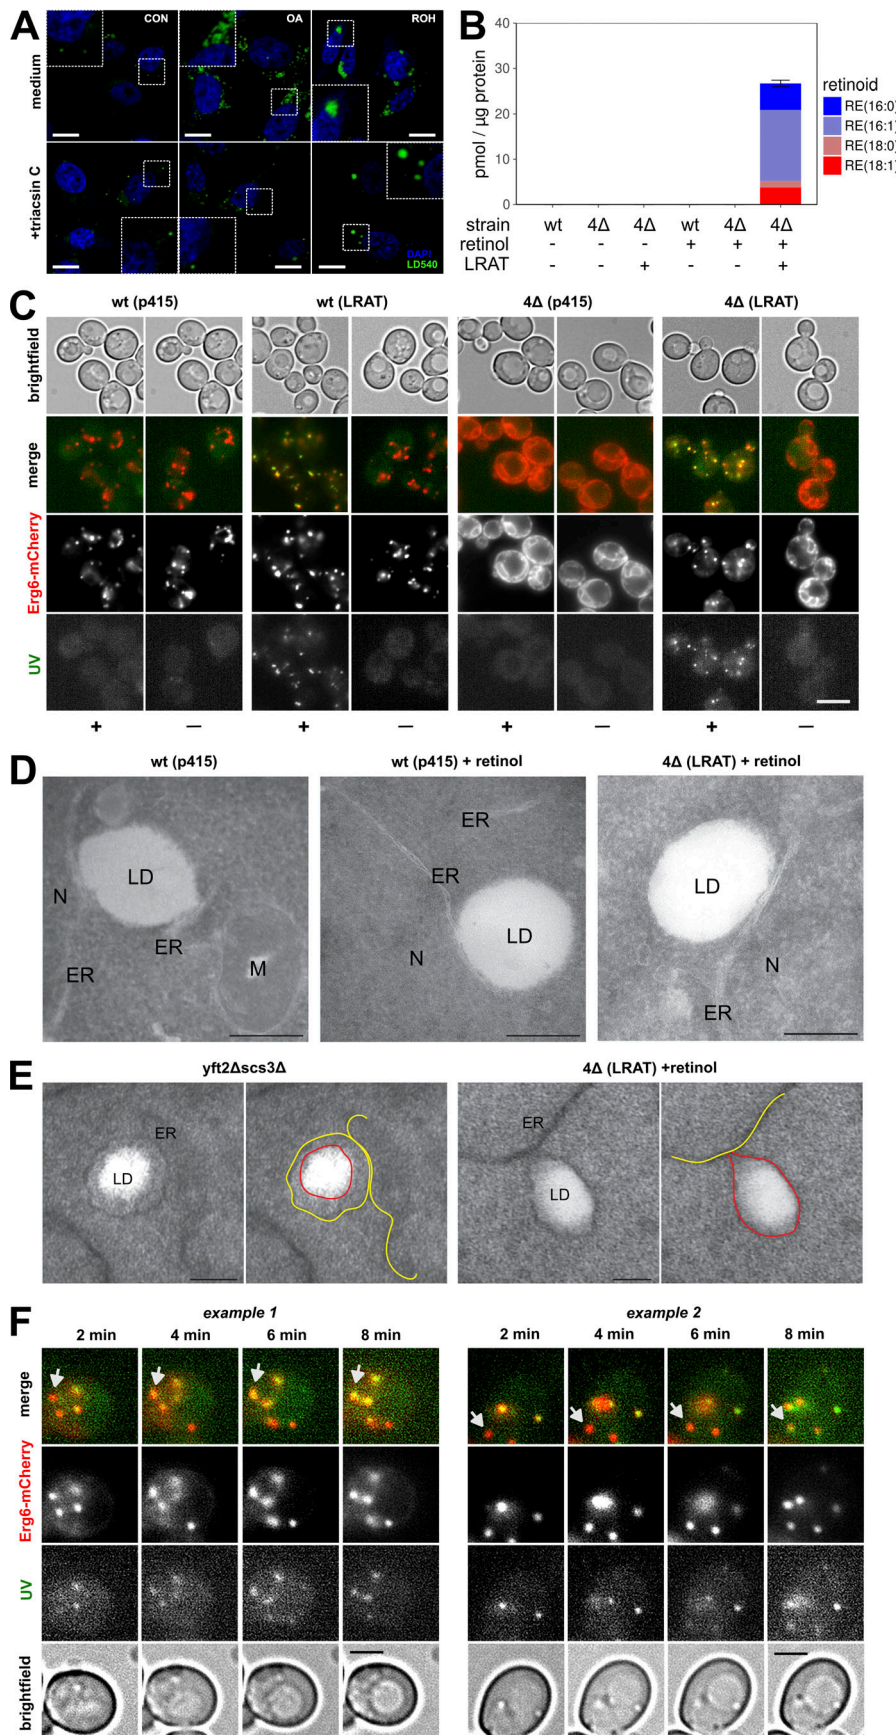 A
CON
OA
ROH
medium
+triacsin C
DAPI
LD540
B
pmol / µg protein
40
30
20
10
0
retinoid
RE(16:0)
RE(16:1)
RE(18:0)
RE(18:1)
strain wt 4Δ 4Δ wt 4Δ 4Δ
retinol - - - + + +
LRAT - - + - - +
C
wt (p415) wt (LRAT) 4Δ (p415) 4Δ (LRAT)
brightfield
merge
Erg6-mCherry
UV
+ — + — + — + —
D
wt (p415) wt (p415) + retinol 4Δ (LRAT) + retinol
LD
N
ER
ER
M
ER
ER
LD
N
LD
N
ER
E
yft2Δscs3Δ 4Δ (LRAT) +retinol
ER
LD
ER
LD
F
example 1 example 2
2 min 4 min 6 min 8 min 2 min 4 min 6 min 8 min
merge
Erg6-mCherry
UV
brightfield